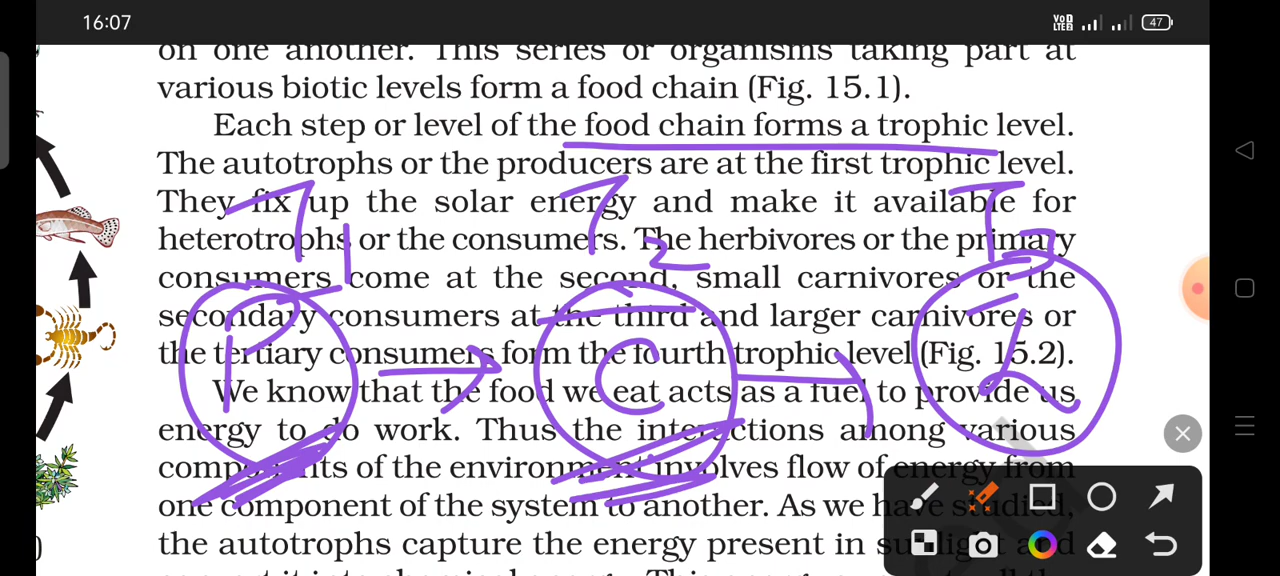 16:07
Vo) LTE2 47
on one another. This series of organisms taking part at
various biotic levels form a food chain (Fig. 15.1).
Each step or level of the food chain forms a trophic level.
The autotrophs or the producers are at the first trophic level.
They fix up the solar energy and make it available for
heterotrophs or the consumers. The herbivores or the primary
consumers come at the second, small carnivores or the
secondary consumers at the third and larger carnivores or
the tertiary consumers form the fourth trophic level (Fig. 15.2).
We know that the food we eat acts as a fuel to provide us
energy to do work. Thus the interactions among various
components of the environment involves flow of energy from
one component of the system to another. As we have studied,
the autotrophs capture the energy present in sunlight and
T1 T2 T3
P C